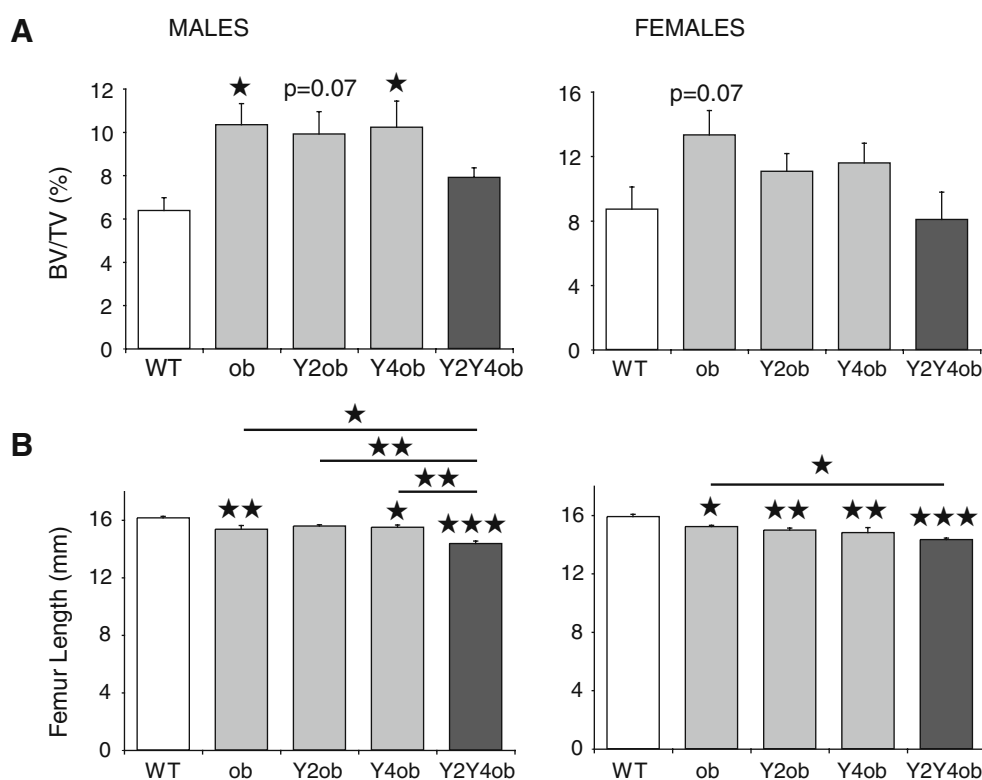 A
MALES
FEMALES
BV/TV (%)
12
10
8
6
4
2
0
★
p=0.07
★
WT ob Y2ob Y4ob Y2Y4ob
16
12
8
4
0
p=0.07
WT ob Y2ob Y4ob Y2Y4ob
B
Femur Length (mm)
16
12
8
4
0
★
★★
★★
★★ ★ ★★★
WT ob Y2ob Y4ob Y2Y4ob
16
12
8
4
0
★
★ ★★ ★★ ★★★
WT ob Y2ob Y4ob Y2Y4ob